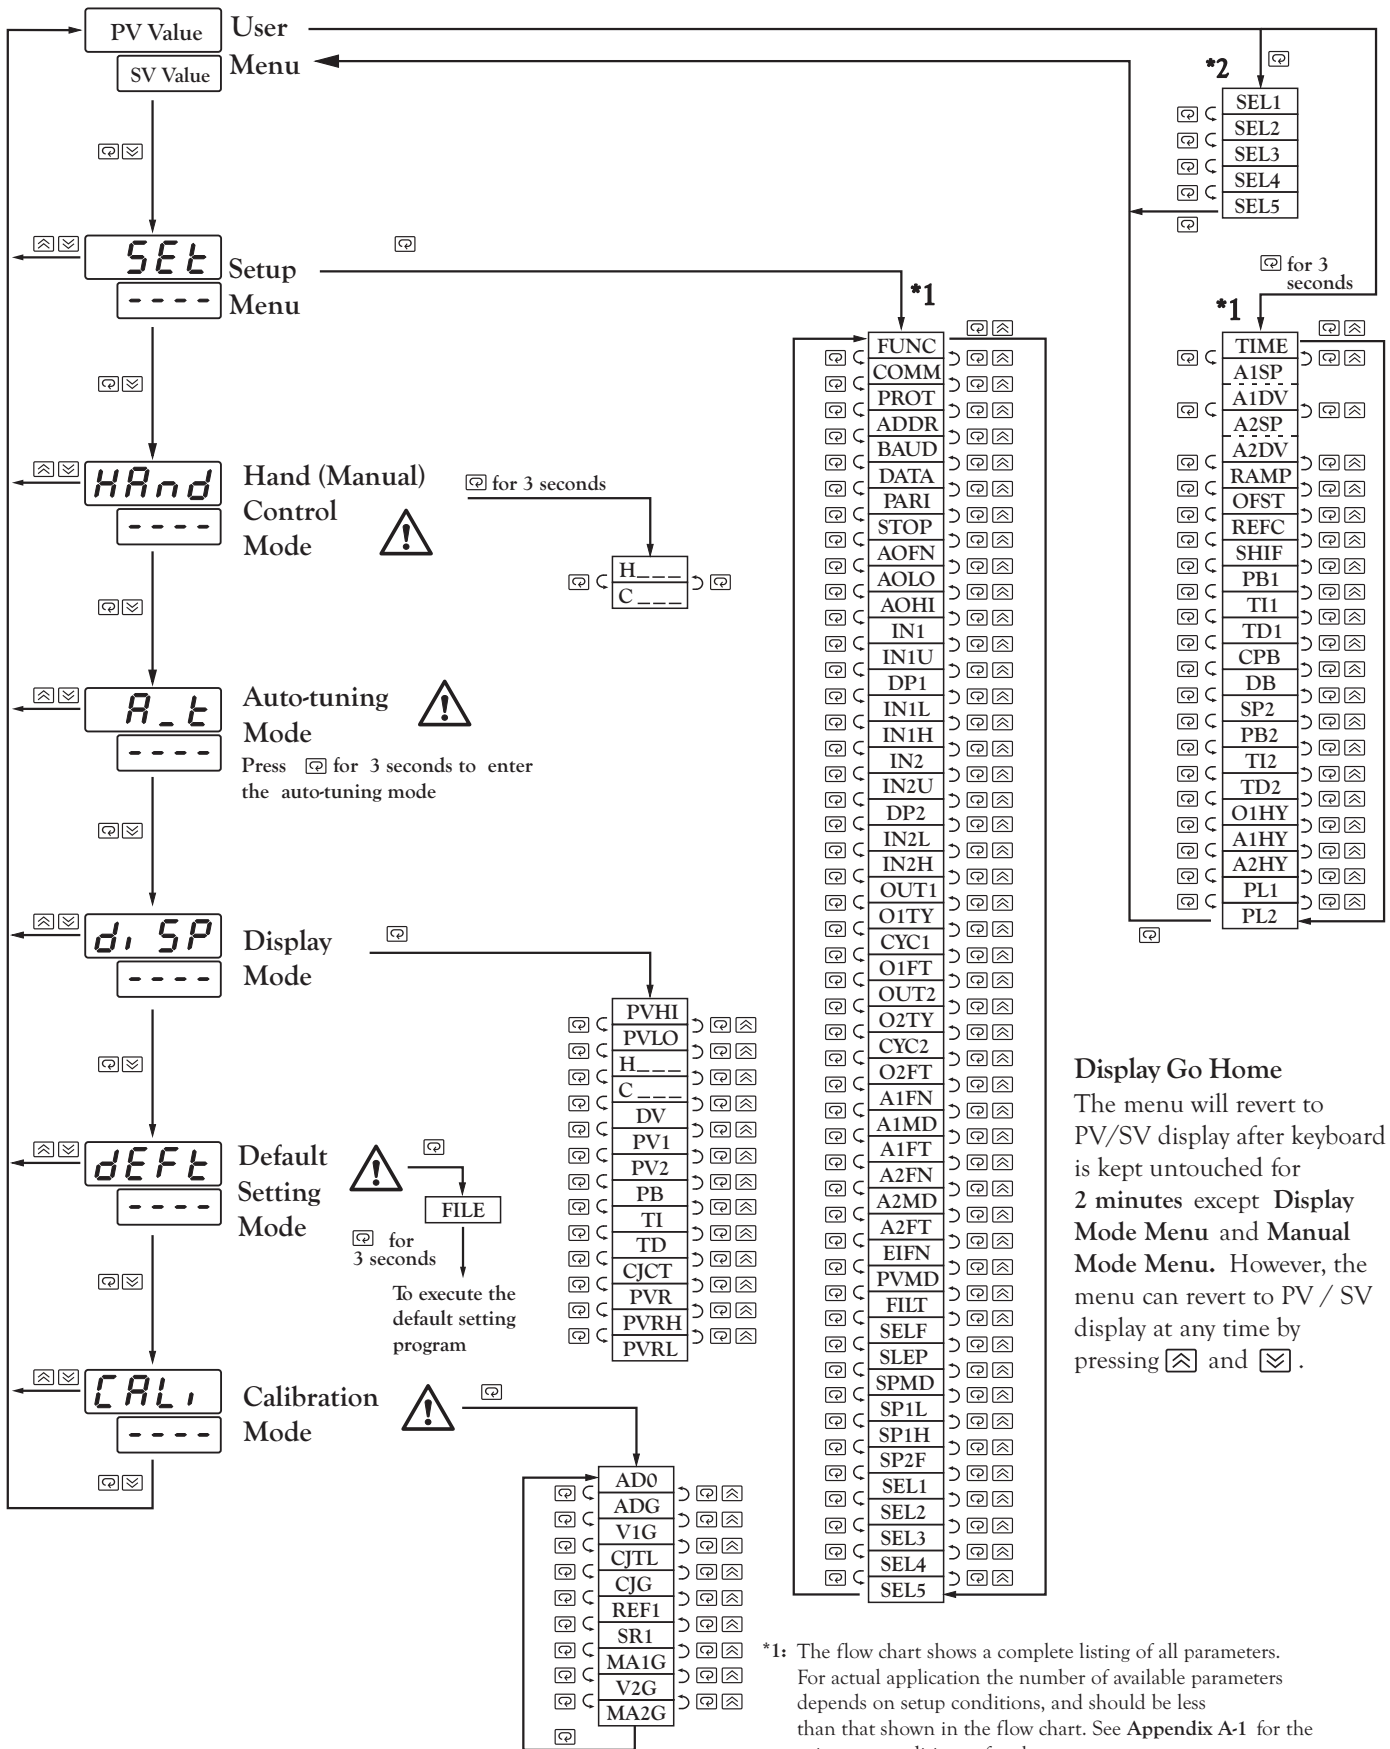 PV Value
User
SV Value
Menu
*2
SEL1
SEL2
SEL3
SEL4
SEL5
for 3
seconds
*1
TIME
A1SP
A1DV
A2SP
A2DV
RAMP
OFST
REFC
SHIF
PB1
TI1
TD1
CPB
DB
SP2
PB2
TI2
TD2
O1HY
A1HY
A2HY
PL1
PL2
SEt
- - - -
Setup
Menu
*1
FUNC
COMM
PROT
ADDR
BAUD
DATA
PARI
STOP
AOFN
AOLO
AOHI
IN1
IN1U
DP1
IN1L
IN1H
IN2
IN2U
DP2
IN2L
IN2H
OUT1
O1TY
CYC1
O1FT
OUT2
O2TY
CYC2
O2FT
A1FN
A1MD
A1FT
A2FN
A2MD
A2FT
EIFN
PVMD
FILT
SELF
SLEP
SPMD
SP1L
SP1H
SP2F
SEL1
SEL2
SEL3
SEL4
SEL5
HAnd
- - - -
Hand (Manual)
Control
Mode
for 3 seconds
H_ _ _
C _ _ _
A_t
- - - -
Auto-tuning
Mode
Press for 3 seconds to enter
the auto-tuning mode
di SP
- - - -
Display
Mode
PVHI
PVLO
H_ _ _
C _ _ _
DV
PV1
PV2
PB
TI
TD
CJCT
PVR
PVRH
PVRL
dEFt
- - - -
Default
Setting
Mode
FILE
for
3 seconds
To execute the
default setting
program
CALi
- - - -
Calibration
Mode
AD0
ADG
V1G
CJTL
CJG
REF1
SR1
MA1G
V2G
MA2G
Display Go Home
The menu will revert to
PV/SV display after keyboard
is kept untouched for
2 minutes except Display
Mode Menu and Manual
Mode Menu. However, the
menu can revert to PV / SV
display at any time by
pressing and .
*1: The flow chart shows a complete listing of all parameters.
For actual application the number of available parameters
depends on setup conditions, and should be less
than that shown in the flow chart. See Appendix A-1 for the